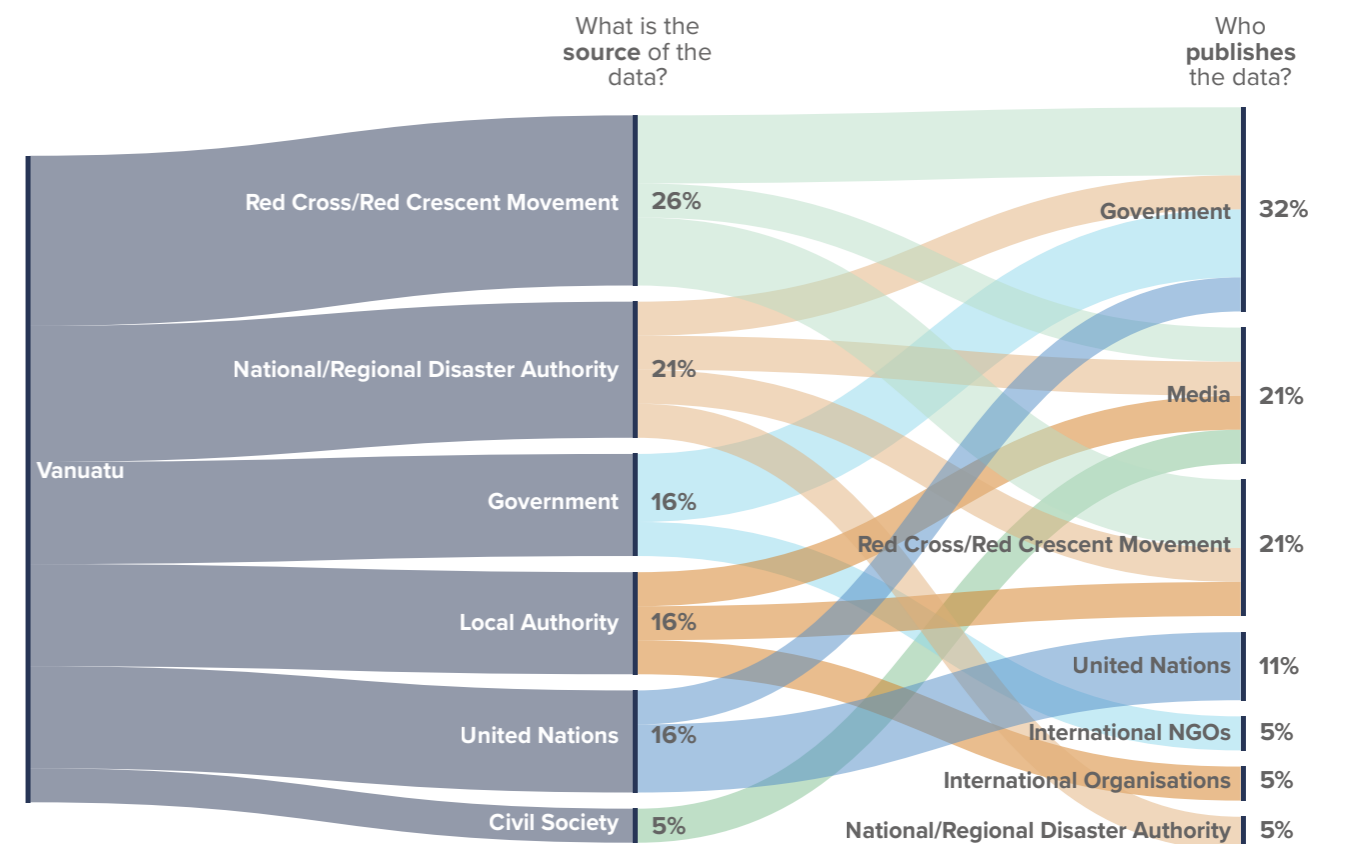 What is the
source of the
data?
Who
publishes
the data?
Vanuatu
Red Cross/Red Crescent Movement
26%
National/Regional Disaster Authority
21%
Government
16%
Local Authority
16%
United Nations
16%
Civil Society
5%
Government
32%
Media
21%
Red Cross/Red Crescent Movement
21%
United Nations
11%
International NGOs
5%
International Organisations
5%
National/Regional Disaster Authority
5%